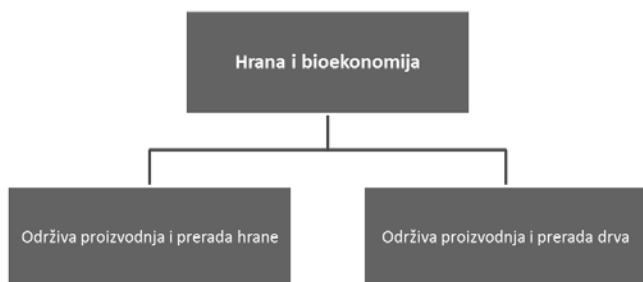 Hrana i bioekonomija
Održiva proizvodnja i prerada hrane
Održiva proizvodnja i prerada drva